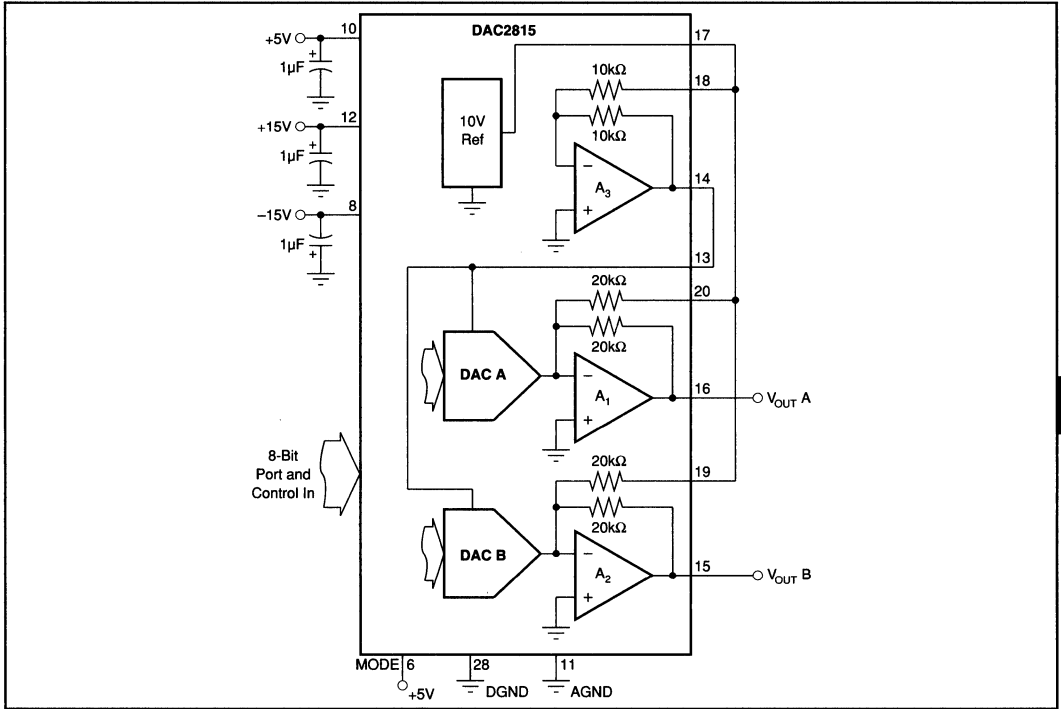 DAC2815
+5V
10
1µF
+
+15V
12
1µF
+
–15V
8
1µF
+
10V
Ref
17
10kΩ
18
10kΩ
–
A3
+
14
13
20kΩ
20
20kΩ
DAC A
–
A1
+
16
VOUT A
8-Bit
Port and
Control In
20kΩ
19
20kΩ
DAC B
–
A2
+
15
VOUT B
MODE 6
28
11
+5V
DGND
AGND